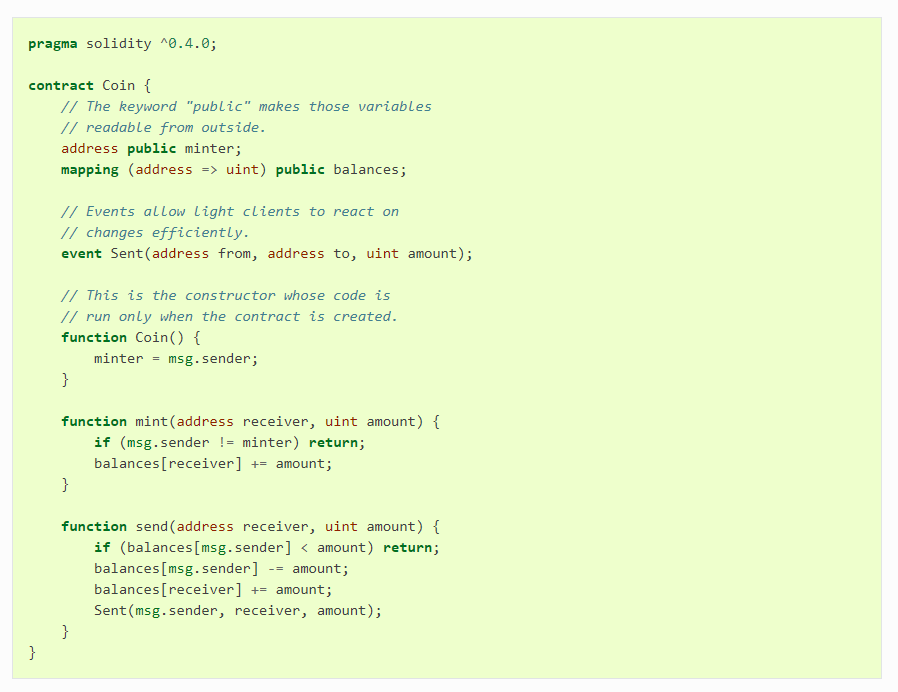 pragma solidity ^0.4.0;

contract Coin {
    // The keyword "public" makes those variables
    // readable from outside.
    address public minter;
    mapping (address => uint) public balances;

    // Events allow light clients to react on
    // changes efficiently.
    event Sent(address from, address to, uint amount);

    // This is the constructor whose code is
    // run only when the contract is created.
    function Coin() {
        minter = msg.sender;
    }

    function mint(address receiver, uint amount) {
        if (msg.sender != minter) return;
        balances[receiver] += amount;
    }

    function send(address receiver, uint amount) {
        if (balances[msg.sender] < amount) return;
        balances[msg.sender] -= amount;
        balances[receiver] += amount;
        Sent(msg.sender, receiver, amount);
    }
}